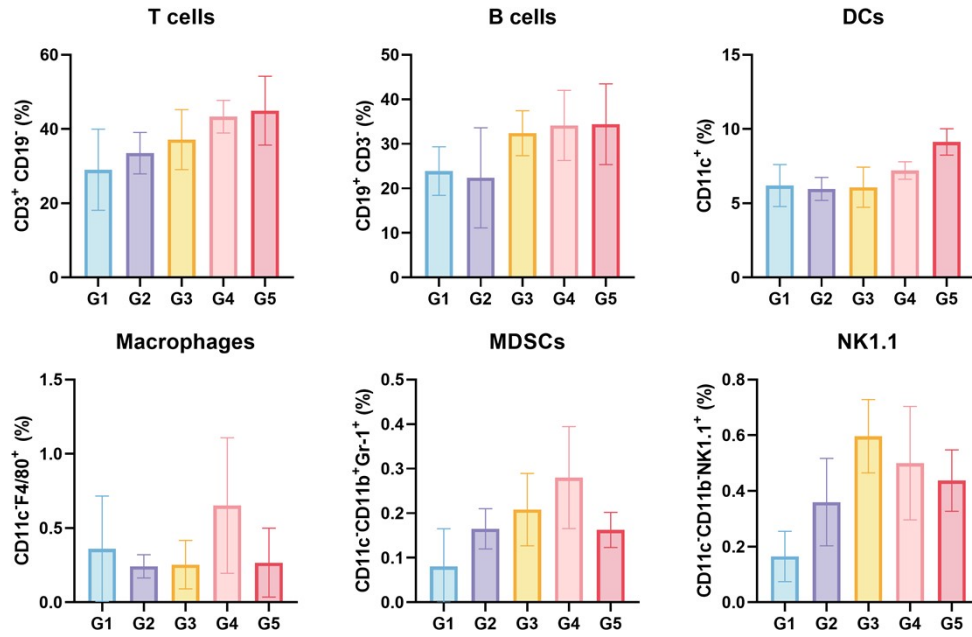 T cells
CD3⁺ CD19⁻ (%)
60
40
20
0
G1 G2 G3 G4 G5
B cells
CD19⁺ CD3⁻ (%)
50
40
30
20
10
0
G1 G2 G3 G4 G5
DCs
CD11c⁺ (%)
15
10
5
0
G1 G2 G3 G4 G5
Macrophages
CD11c⁻F4/80⁺ (%)
1.5
1.0
0.5
0.0
G1 G2 G3 G4 G5
MDSCs
CD11c⁻CD11b⁺Gr-1⁺ (%)
0.5
0.4
0.3
0.2
0.1
0.0
G1 G2 G3 G4 G5
NK1.1
CD11c⁻CD11b⁻NK1.1⁺ (%)
0.8
0.6
0.4
0.2
0.0
G1 G2 G3 G4 G5